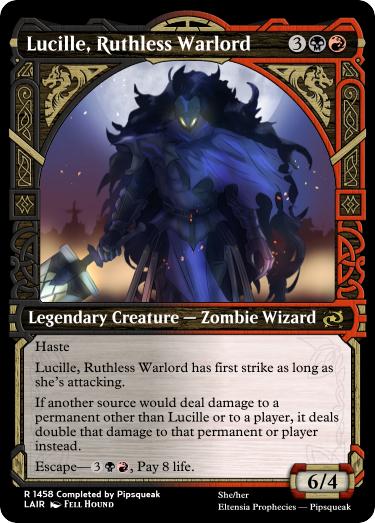 Lucille, Ruthless Warlord 3
Legendary Creature — Zombie Wizard
Haste
Lucille, Ruthless Warlord has first strike as long as
she's attacking.
If another source would deal damage to a
permanent other than Lucille or to a player, it deals
double that damage to that permanent or player
instead.
Escape— 3 , Pay 8 life.
6/4
R 1458 Completed by Pipsqueak She/her
LAIR Fell Hound Eltensia Prophecies — Pipsqueak